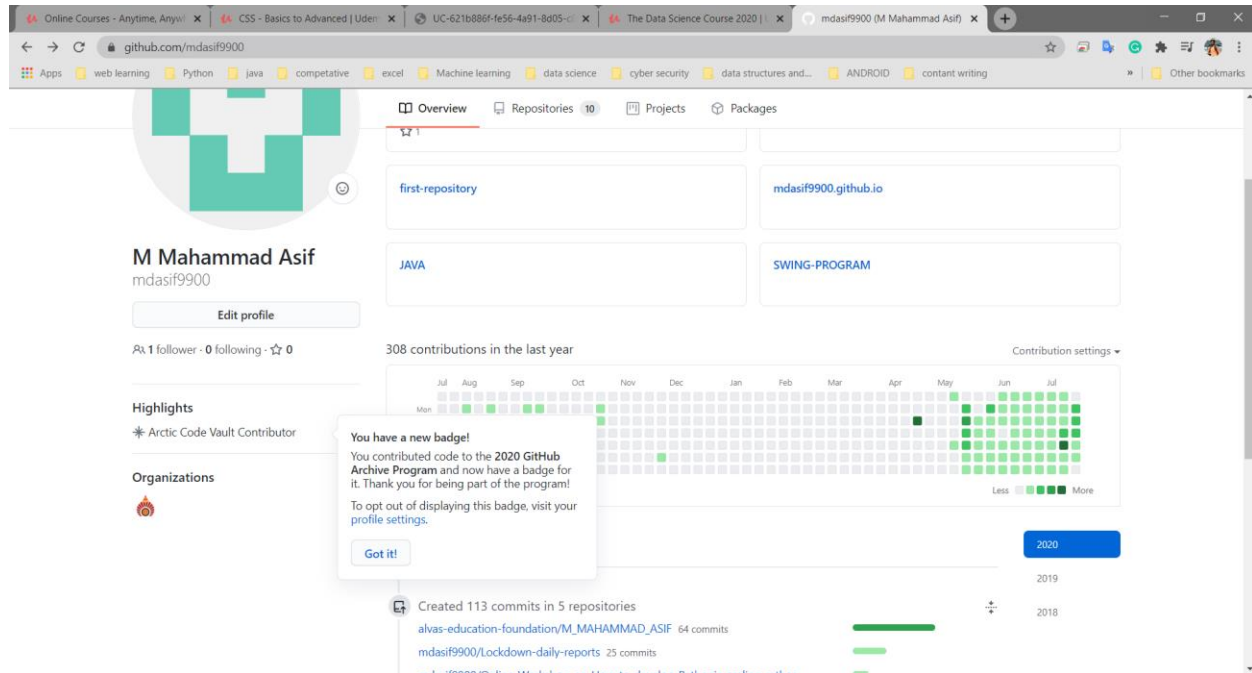 Online Courses - Anytime, Anyw
CSS - Basics to Advanced | Udem
UC-621b886f-fe56-4a91-8d05-c
The Data Science Course 2020 |
mdasif9900 (M Mahammad Asif)
github.com/mdasif9900
Apps
web learning
Python
java
competative
excel
Machine learning
data science
cyber security
data structures and...
ANDROID
contant writing
»
Other bookmarks
Overview
Repositories 10
Projects
Packages
1
first-repository
mdasif9900.github.io
M Mahammad Asif
mdasif9900
JAVA
SWING-PROGRAM
Edit profile
1 follower · 0 following · 0
308 contributions in the last year
Contribution settings
Jul Aug Sep Oct Nov Dec Jan Feb Mar Apr May Jun Jul
Mon
Less More
Highlights
Arctic Code Vault Contributor
Organizations
You have a new badge!
You contributed code to the 2020 GitHub
Archive Program and now have a badge for
it. Thank you for being part of the program!
To opt out of displaying this badge, visit your
profile settings.
Got it!
2020
2019
2018
Created 113 commits in 5 repositories
alvas-education-foundation/M_MAHAMMAD_ASIF 64 commits
mdasif9900/Lockdown-daily-reports 25 commits